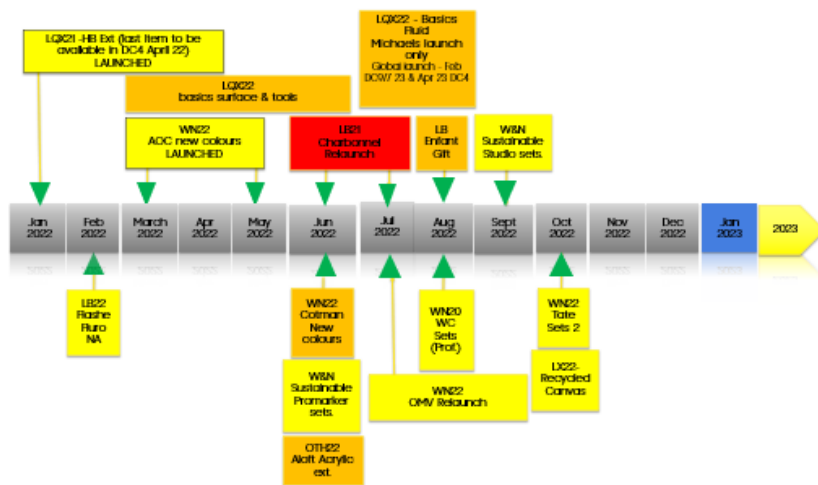 LQX21 -HB Ext (last item to be
available in DC4 April 22)
LAUNCHED
LQX22
basics surface & tools
LQX22 - Basics
Fluid
Michaels launch
only
Global launch - Feb
DC9/7 23 & Apr 23 DC4
WN22
AOC new colours
LAUNCHED
LB21
Charbonnel
Relaunch
LB
Enfant
Gift
W&N
Sustainable
Studio sets.
Jan
2022
Feb
2022
March
2022
Apr
2022
May
2022
Jun
2022
Jul
2022
Aug
2022
Sept
2022
Oct
2022
Nov
2022
Dec
2022
Jan
2023
2023
LB22
Flashe
Fluro
NA
WN22
Cotman
New
colours
W&N
Sustainable
Promarker
sets.
OTH22
Aloft Acrylic
ext.
WN20
WC
Sets
(Prof)
WN22
OMV Relaunch
WN22
Tate
Sets 2
LX22-
Recycled
Canvas